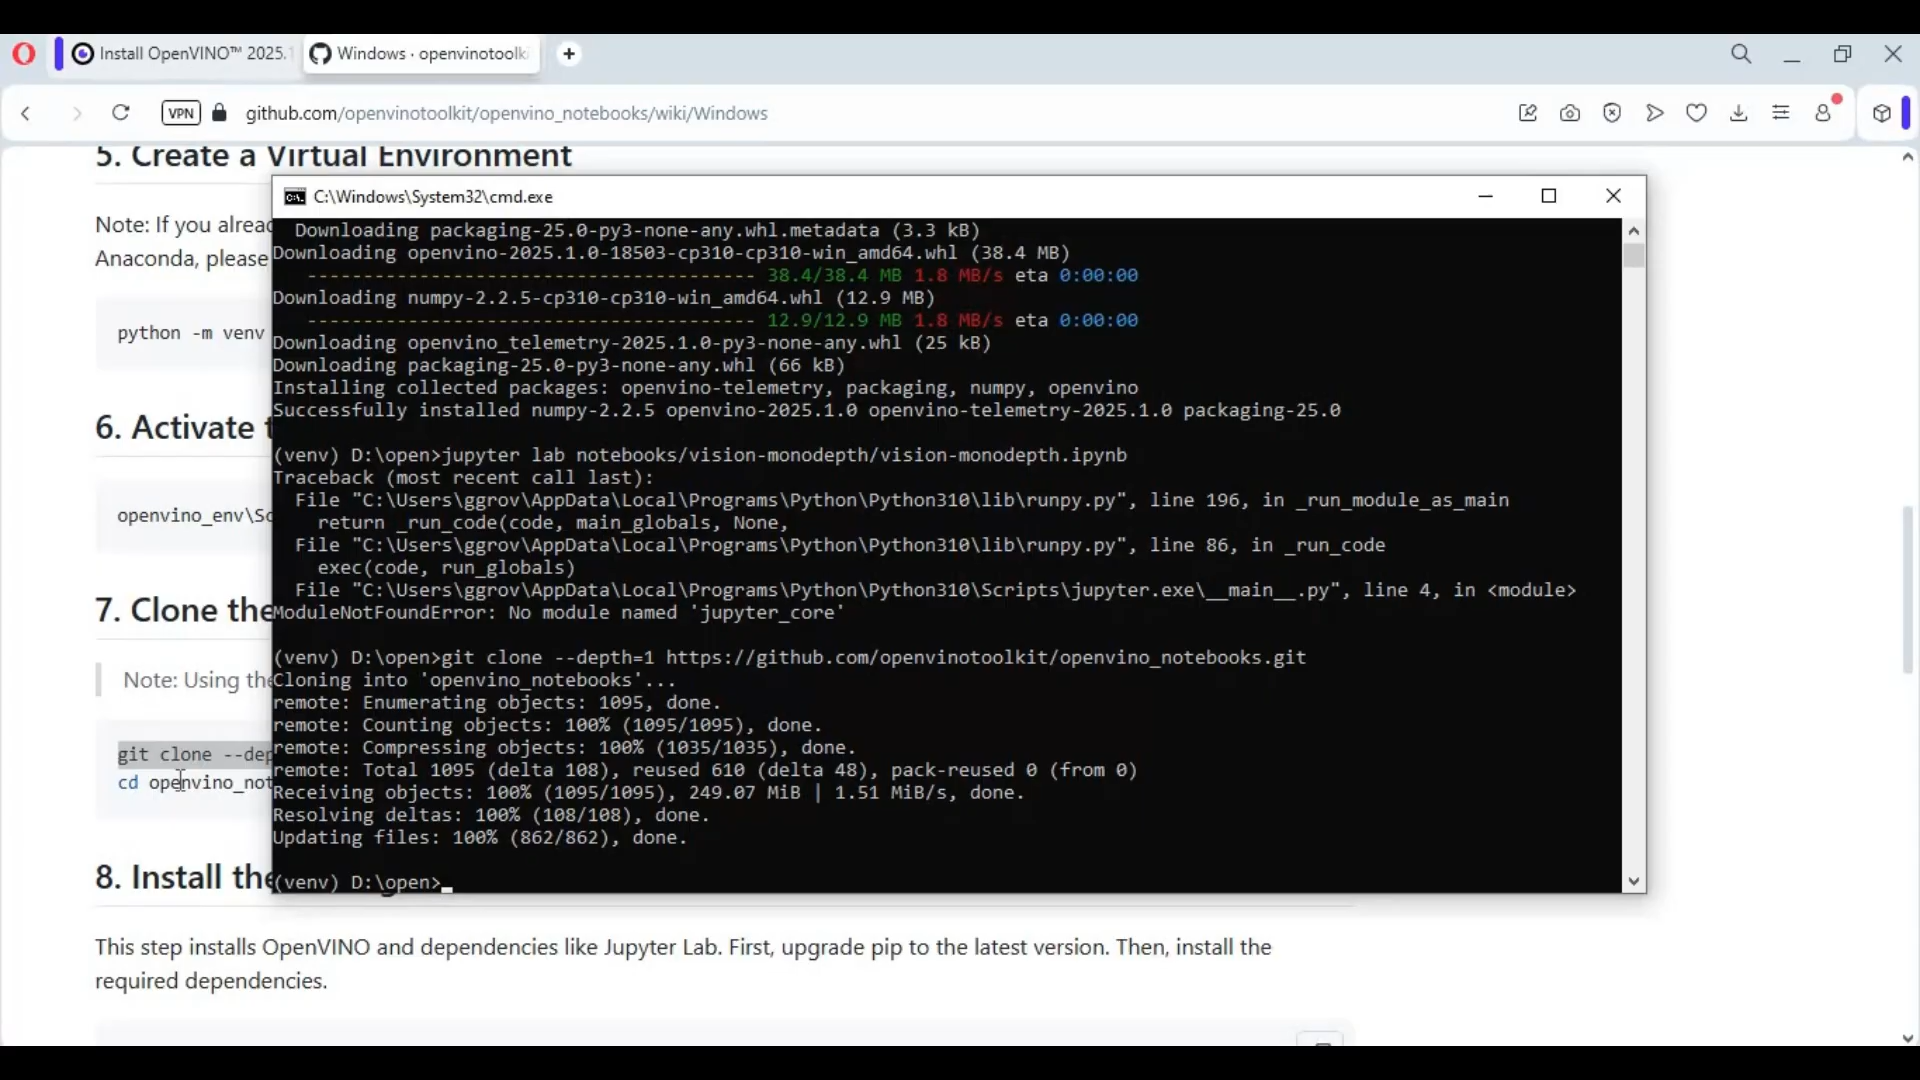 Install OpenVINO™ 2025.1
Windows · openvinotoolki
VPN
github.com/openvinotoolkit/openvino_notebooks/wiki/Windows
5. Create a Virtual Environment
Note: If you alread
Anaconda, please
python -m venv
6. Activate t
openvino_env\Sc
7. Clone the
Note: Using the
git clone --dep
cd openvino_not
8. Install the
This step installs OpenVINO and dependencies like Jupyter Lab. First, upgrade pip to the latest version. Then, install the
required dependencies.
C:\Windows\System32\cmd.exe
Downloading packaging-25.0-py3-none-any.whl.metadata (3.3 kB)
Downloading openvino-2025.1.0-18503-cp310-cp310-win_amd64.whl (38.4 MB)
---------------------------------------- 38.4/38.4 MB 1.8 MB/s eta 0:00:00
Downloading numpy-2.2.5-cp310-cp310-win_amd64.whl (12.9 MB)
---------------------------------------- 12.9/12.9 MB 1.8 MB/s eta 0:00:00
Downloading openvino_telemetry-2025.1.0-py3-none-any.whl (25 kB)
Downloading packaging-25.0-py3-none-any.whl (66 kB)
Installing collected packages: openvino-telemetry, packaging, numpy, openvino
Successfully installed numpy-2.2.5 openvino-2025.1.0 openvino-telemetry-2025.1.0 packaging-25.0
(venv) D:\open>jupyter lab notebooks/vision-monodepth/vision-monodepth.ipynb
Traceback (most recent call last):
File "C:\Users\ggrov\AppData\Local\Programs\Python\Python310\lib\runpy.py", line 196, in _run_module_as_main
return _run_code(code, main_globals, None,
File "C:\Users\ggrov\AppData\Local\Programs\Python\Python310\lib\runpy.py", line 86, in _run_code
exec(code, run_globals)
File "C:\Users\ggrov\AppData\Local\Programs\Python\Python310\Scripts\jupyter.exe\__main__.py", line 4, in <module>
ModuleNotFoundError: No module named 'jupyter_core'
(venv) D:\open>git clone --depth=1 https://github.com/openvinotoolkit/openvino_notebooks.git
Cloning into 'openvino_notebooks'...
remote: Enumerating objects: 1095, done.
remote: Counting objects: 100% (1095/1095), done.
remote: Compressing objects: 100% (1035/1035), done.
remote: Total 1095 (delta 108), reused 610 (delta 48), pack-reused 0 (from 0)
Receiving objects: 100% (1095/1095), 249.07 MiB | 1.51 MiB/s, done.
Resolving deltas: 100% (108/108), done.
Updating files: 100% (862/862), done.
(venv) D:\open>